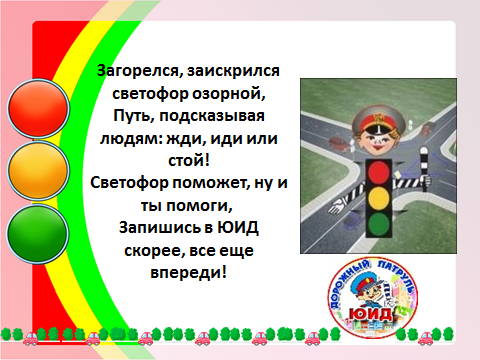 Загорелся, заискрился
светофор озорной,
Путь, подсказывая
людям: жди, иди или
стой!
Светофор поможет, ну и
ты помоги,
Запишись в ЮИД
скорее, все еще
впереди!
ДОРОЖНЫЙ ПАТРУЛЬ
ЮИД